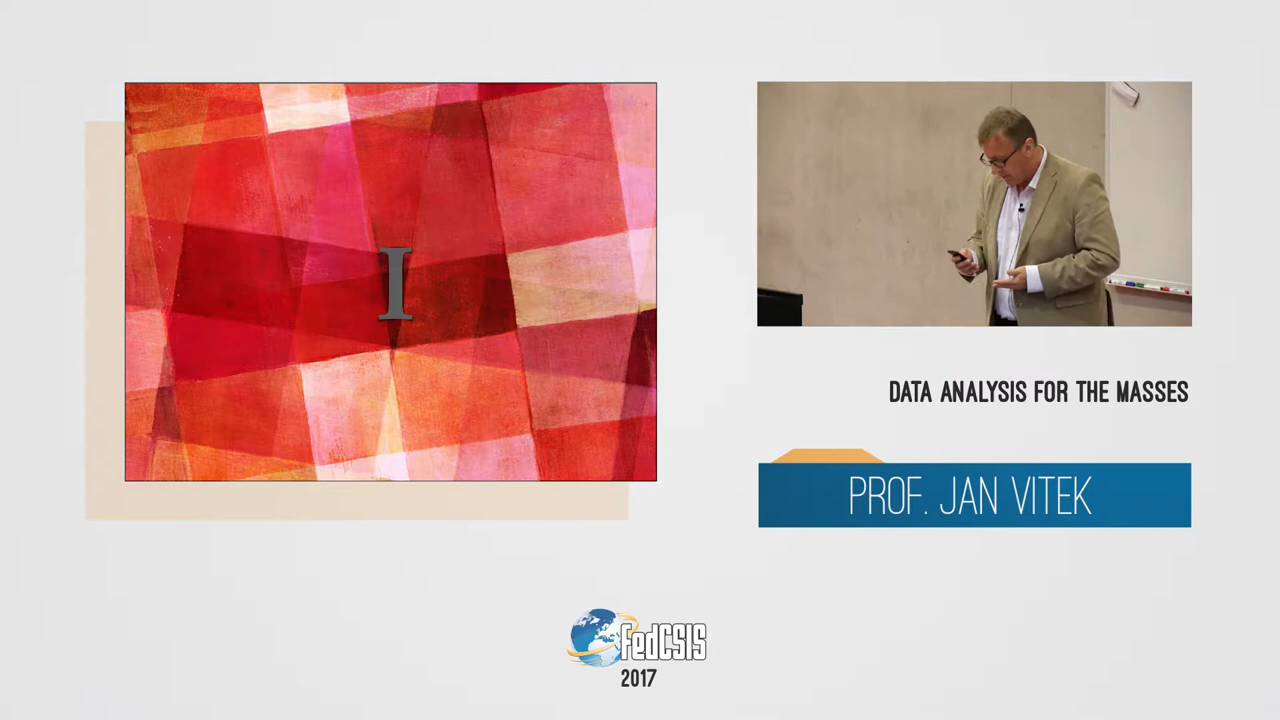 I
DATA ANALYSIS FOR THE MASSES
PROF. JAN VITEK
FedCSIS
2017